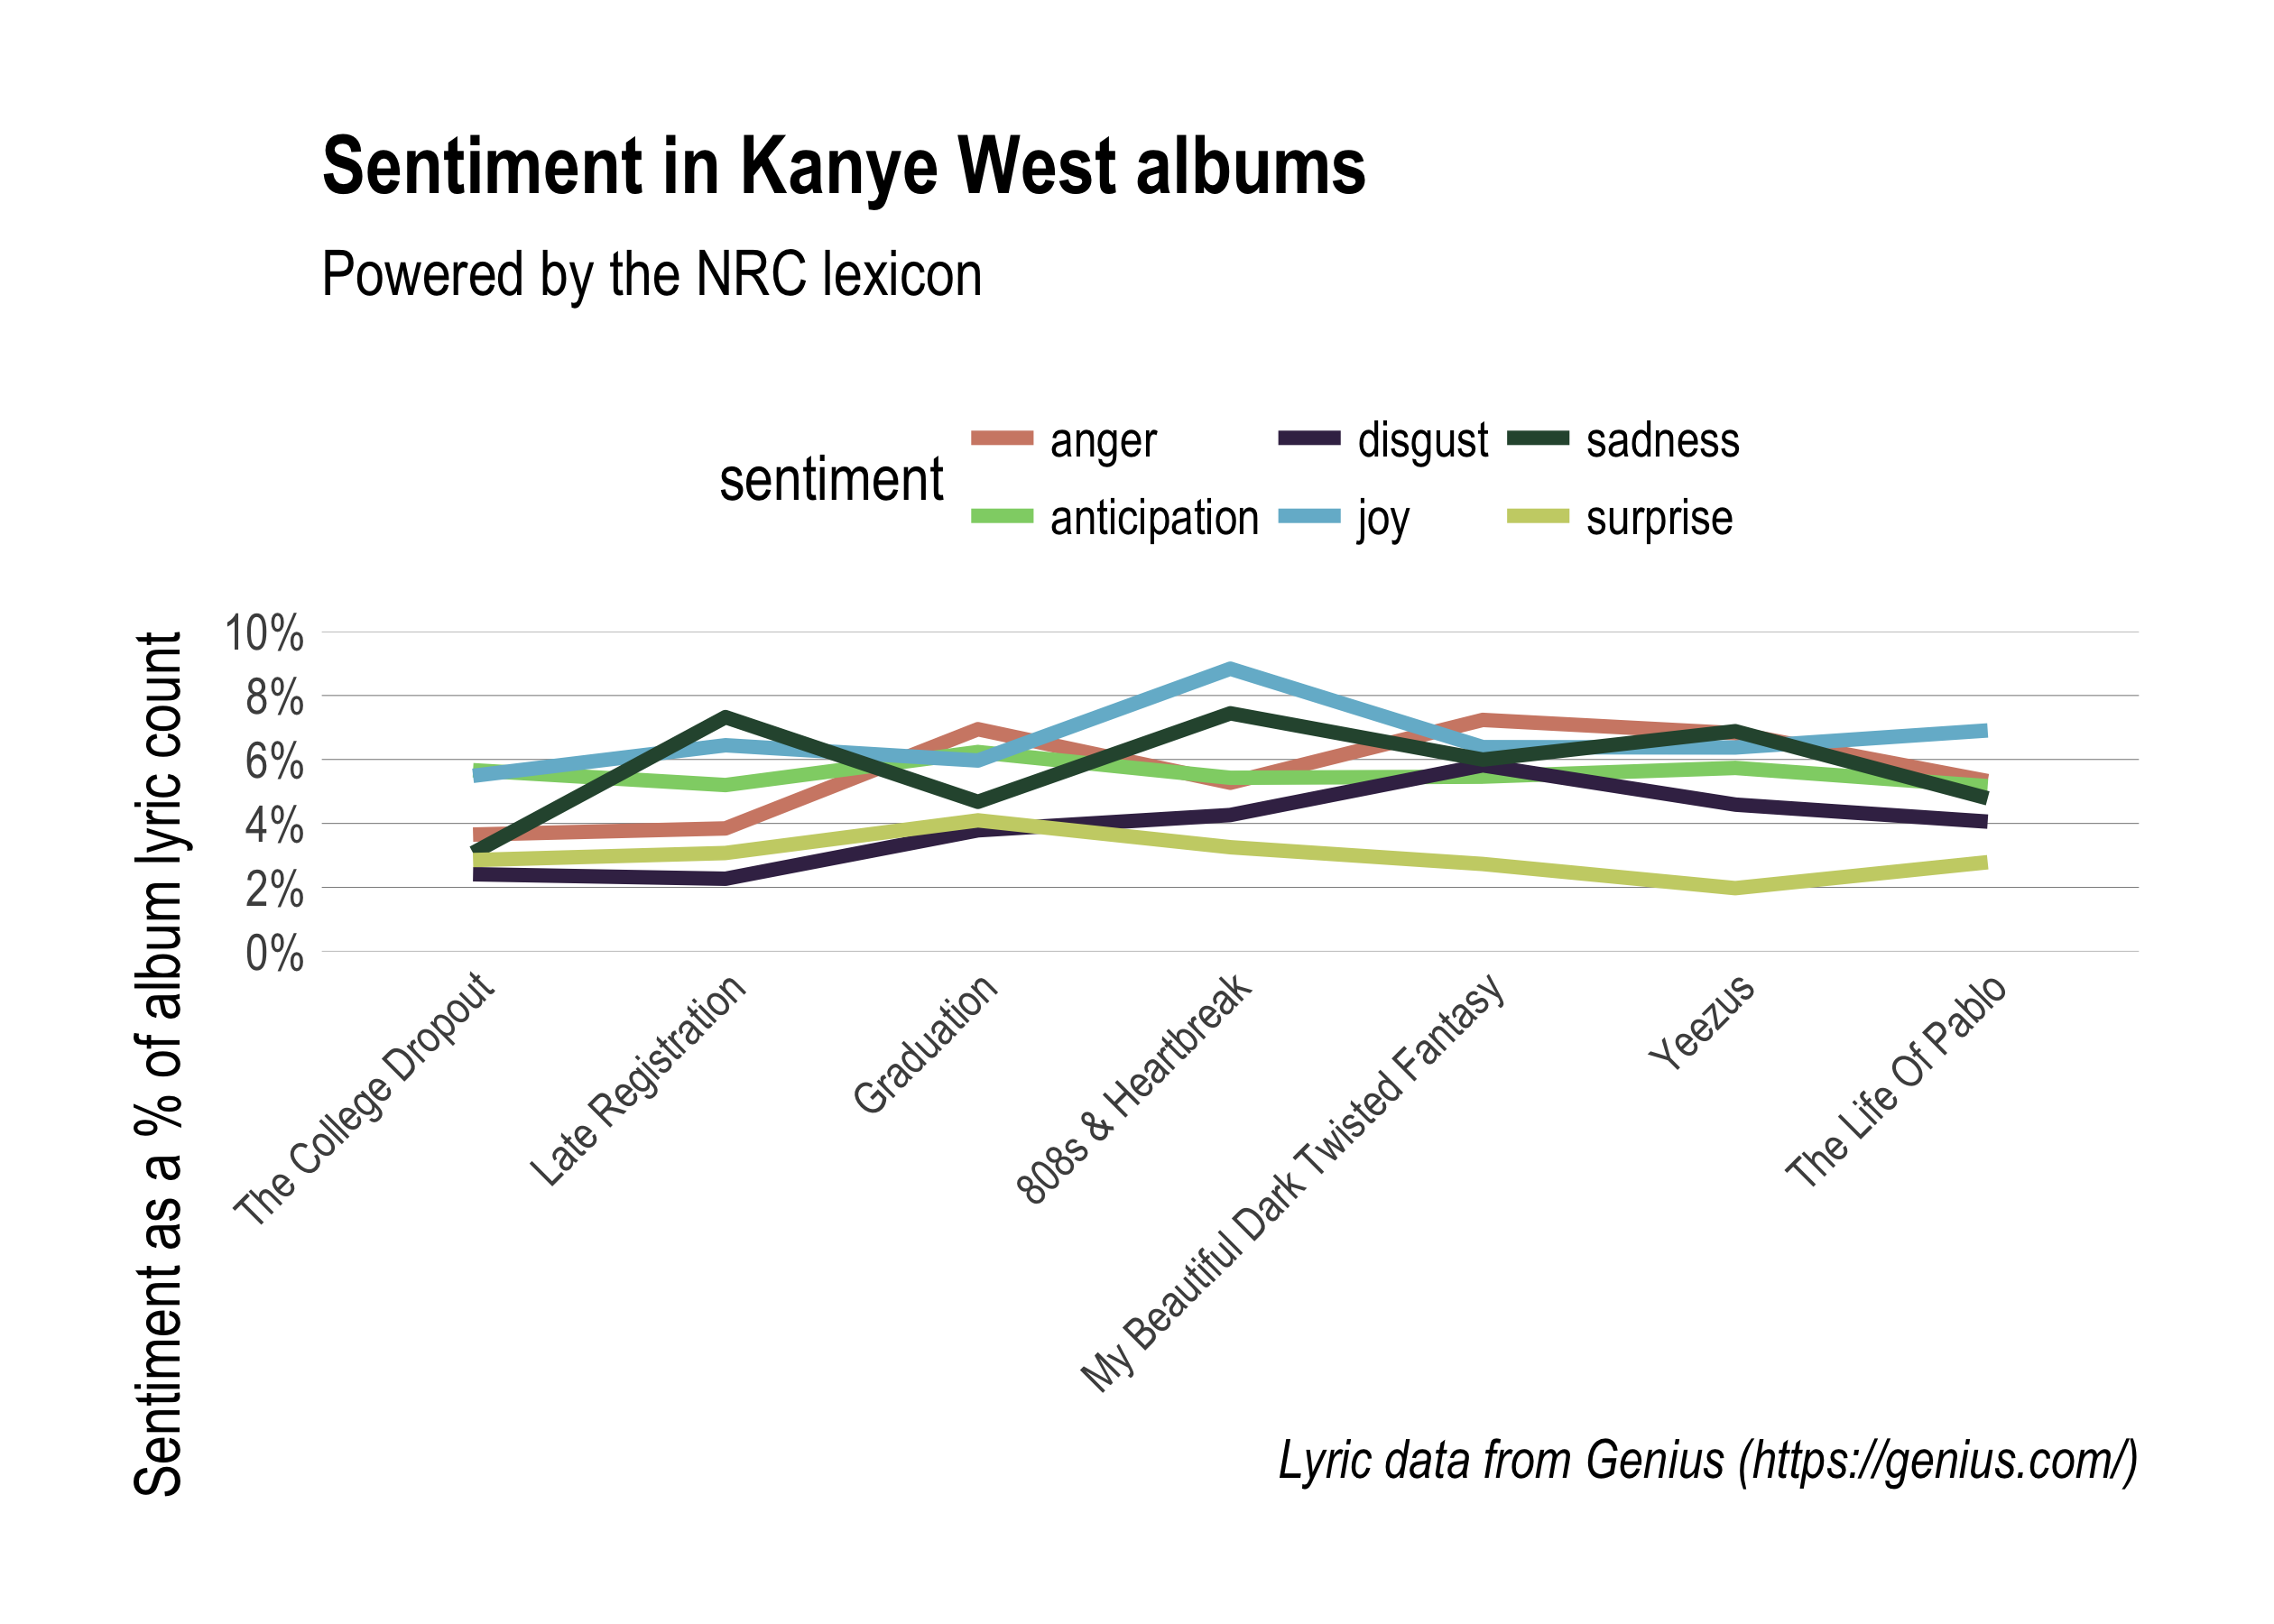 Sentiment in Kanye West albums
Powered by the NRC lexicon
sentiment
anger
disgust
sadness
anticipation
joy
surprise
Sentiment as a % of album lyric count
10%
8%
6%
4%
2%
0%
The College Dropout
Late Registration
Graduation
808s & Heartbreak
My Beautiful Dark Twisted Fantasy
Yeezus
The Life Of Pablo
Lyric data from Genius (https://genius.com/)